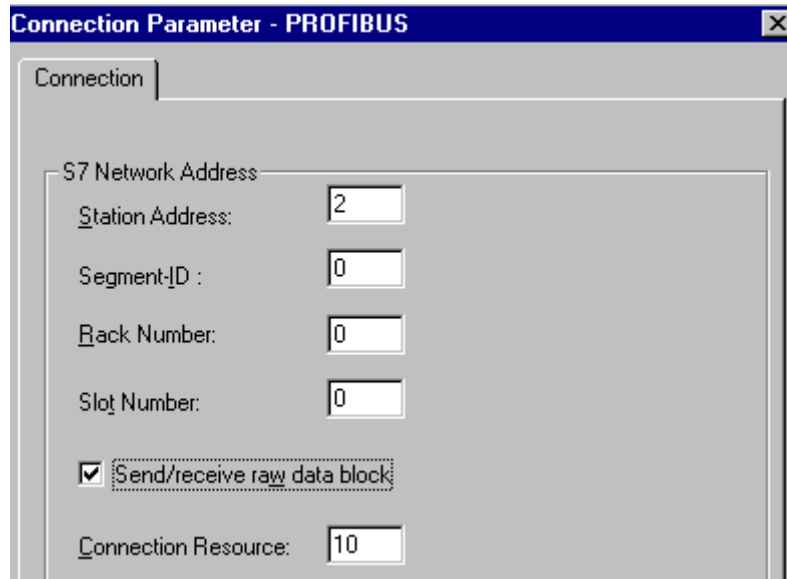 Connection Parameter - PROFIBUS
Connection
S7 Network Address
Station Address: 2
Segment-ID : 0
Rack Number: 0
Slot Number: 0
Send/receive raw data block
Connection Resource: 10